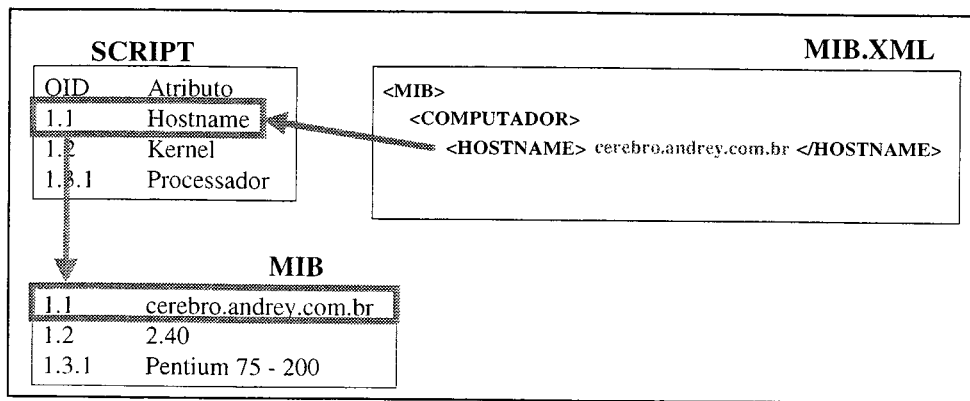 SCRIPT
OID Atributo
1.1 Hostname
1.2 Kernel
1.3.1 Processador
MIB.XML
<MIB>
<COMPUTADOR>
<HOSTNAME> cerebro.andrey.com.br </HOSTNAME>
MIB
1.1 cerebro.andrey.com.br
1.2 2.40
1.3.1 Pentium 75 - 200